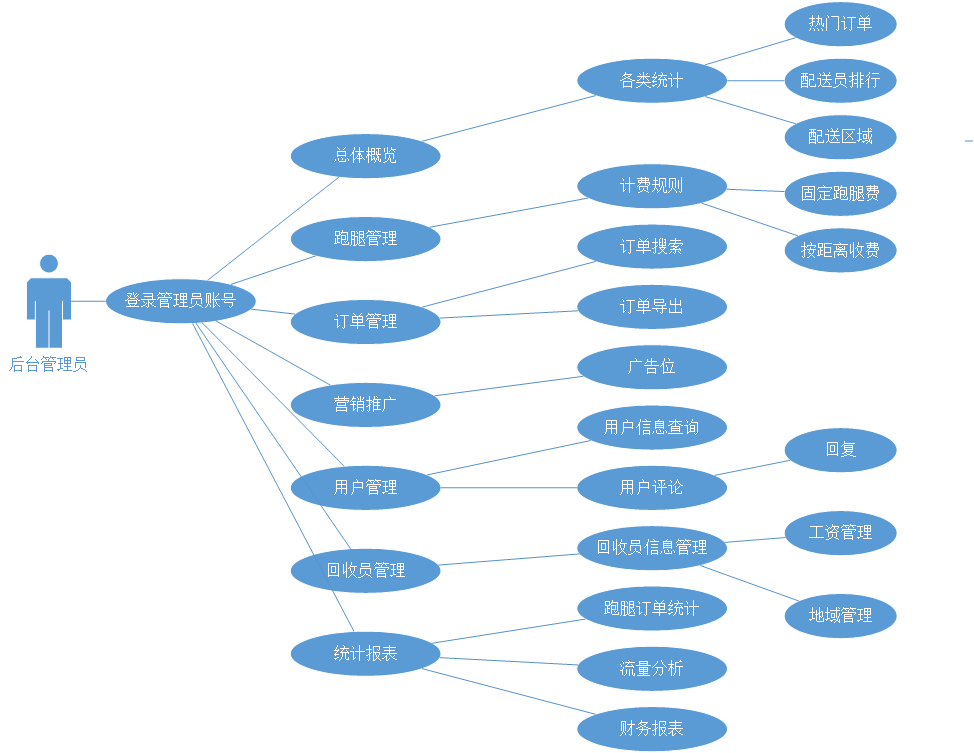 热门订单
各类统计
配送员排行
配送区域
总体概览
计费规则
固定跑腿费
跑腿管理
订单搜索
按距离收费
登录管理员账号
订单导出
订单管理
后台管理员
广告位
营销推广
用户信息查询
回复
用户管理
用户评论
工资管理
回收员信息管理
回收员管理
跑腿订单统计
地域管理
统计报表
流量分析
财务报表